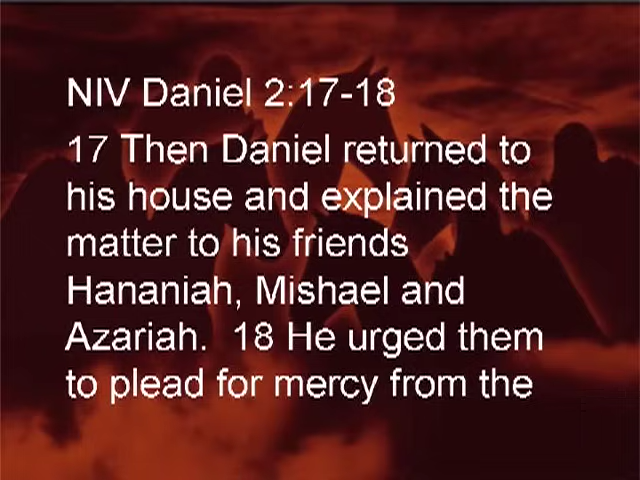 NIV Daniel 2:17-18
17 Then Daniel returned to
his house and explained the
matter to his friends
Hananiah, Mishael and
Azariah.  18 He urged them
to plead for mercy from the